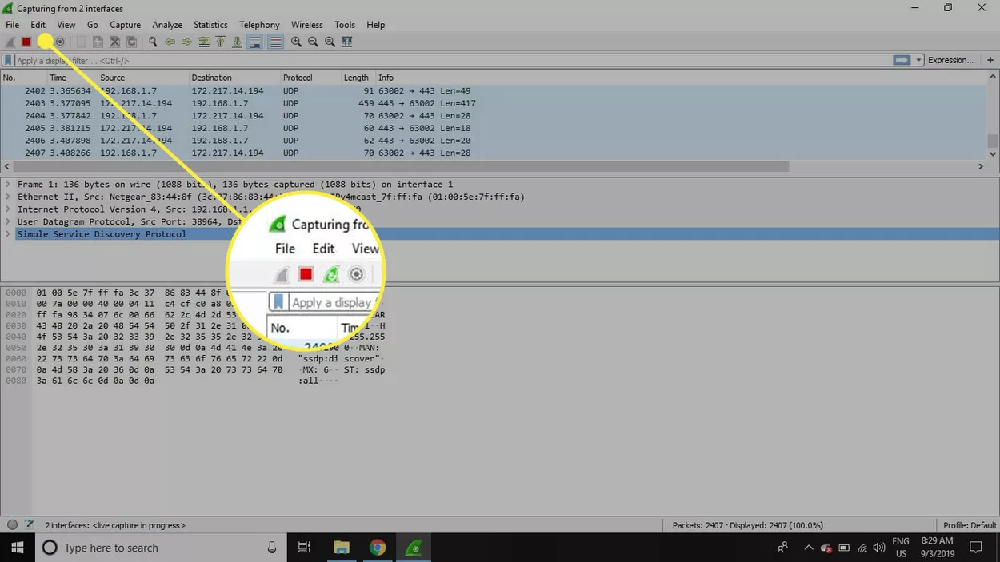 Capturing from 2 interfaces
File Edit View Go Capture Analyze Statistics Telephony Wireless Tools Help
Apply a display filter ... <Ctrl-/>
Expression... +
No. Time Source Destination Protocol Length Info
2402 3.365634 192.168.1.7 172.217.14.194 UDP 91 63002 → 443 Len=49
2403 3.377095 172.217.14.194 192.168.1.7 UDP 459 443 → 63002 Len=417
2404 3.377842 192.168.1.7 172.217.14.194 UDP 70 63002 → 443 Len=28
2405 3.381215 172.217.14.194 192.168.1.7 UDP 60 443 → 63002 Len=18
2406 3.407898 172.217.14.194 192.168.1.7 UDP 62 443 → 63002 Len=20
2407 3.408266 192.168.1.7 172.217.14.194 UDP 70 63002 → 443 Len=28
Frame 1: 136 bytes on wire (1088 bits), 136 bytes captured (1088 bits) on interface 1
Ethernet II, Src: Netgear_83:44:8f (3c:37:86:83:44: Pv4mcast_7f:ff:fa (01:00:5e:7f:ff:fa)
Internet Protocol Version 4, Src: 192.168.1.1,
User Datagram Protocol, Src Port: 38964, Dst
Simple Service Discovery Protocol
Capturing fro
File Edit View
Apply a display
No. Tim
0000 01 00 5e 7f ff fa 3c 37 86 83 44 8f
0010 00 7a 00 00 40 00 04 11 c4 cf c0 a8
0020 ff fa 98 34 07 6c 00 66 62 2c 4d 2d 53
0030 43 48 20 2a 20 48 54 54 50 2f 31 2e 31
0040 4f 53 54 3a 20 32 33 39 2e 32 35 35 2e 32 255.255
0050 2e 32 35 30 3a 31 39 30 30 0d 0a 4d 41 4e 3a 20 MAN:
0060 22 73 73 64 70 3a 64 69 73 63 6f 76 65 72 22 0d "ssdp:di scover"·
0070 0a 4d 58 3a 20 36 0d 0a 53 54 3a 20 73 73 64 70 ·MX: 6·· ST: ssdp
0080 3a 61 6c 6c 0d 0a 0d 0a :all····
2 interfaces: <live capture in progress>
Packets: 2407 · Displayed: 2407 (100.0%)
Profile: Default
Type here to search
ENG
US
8:29 AM
9/3/2019